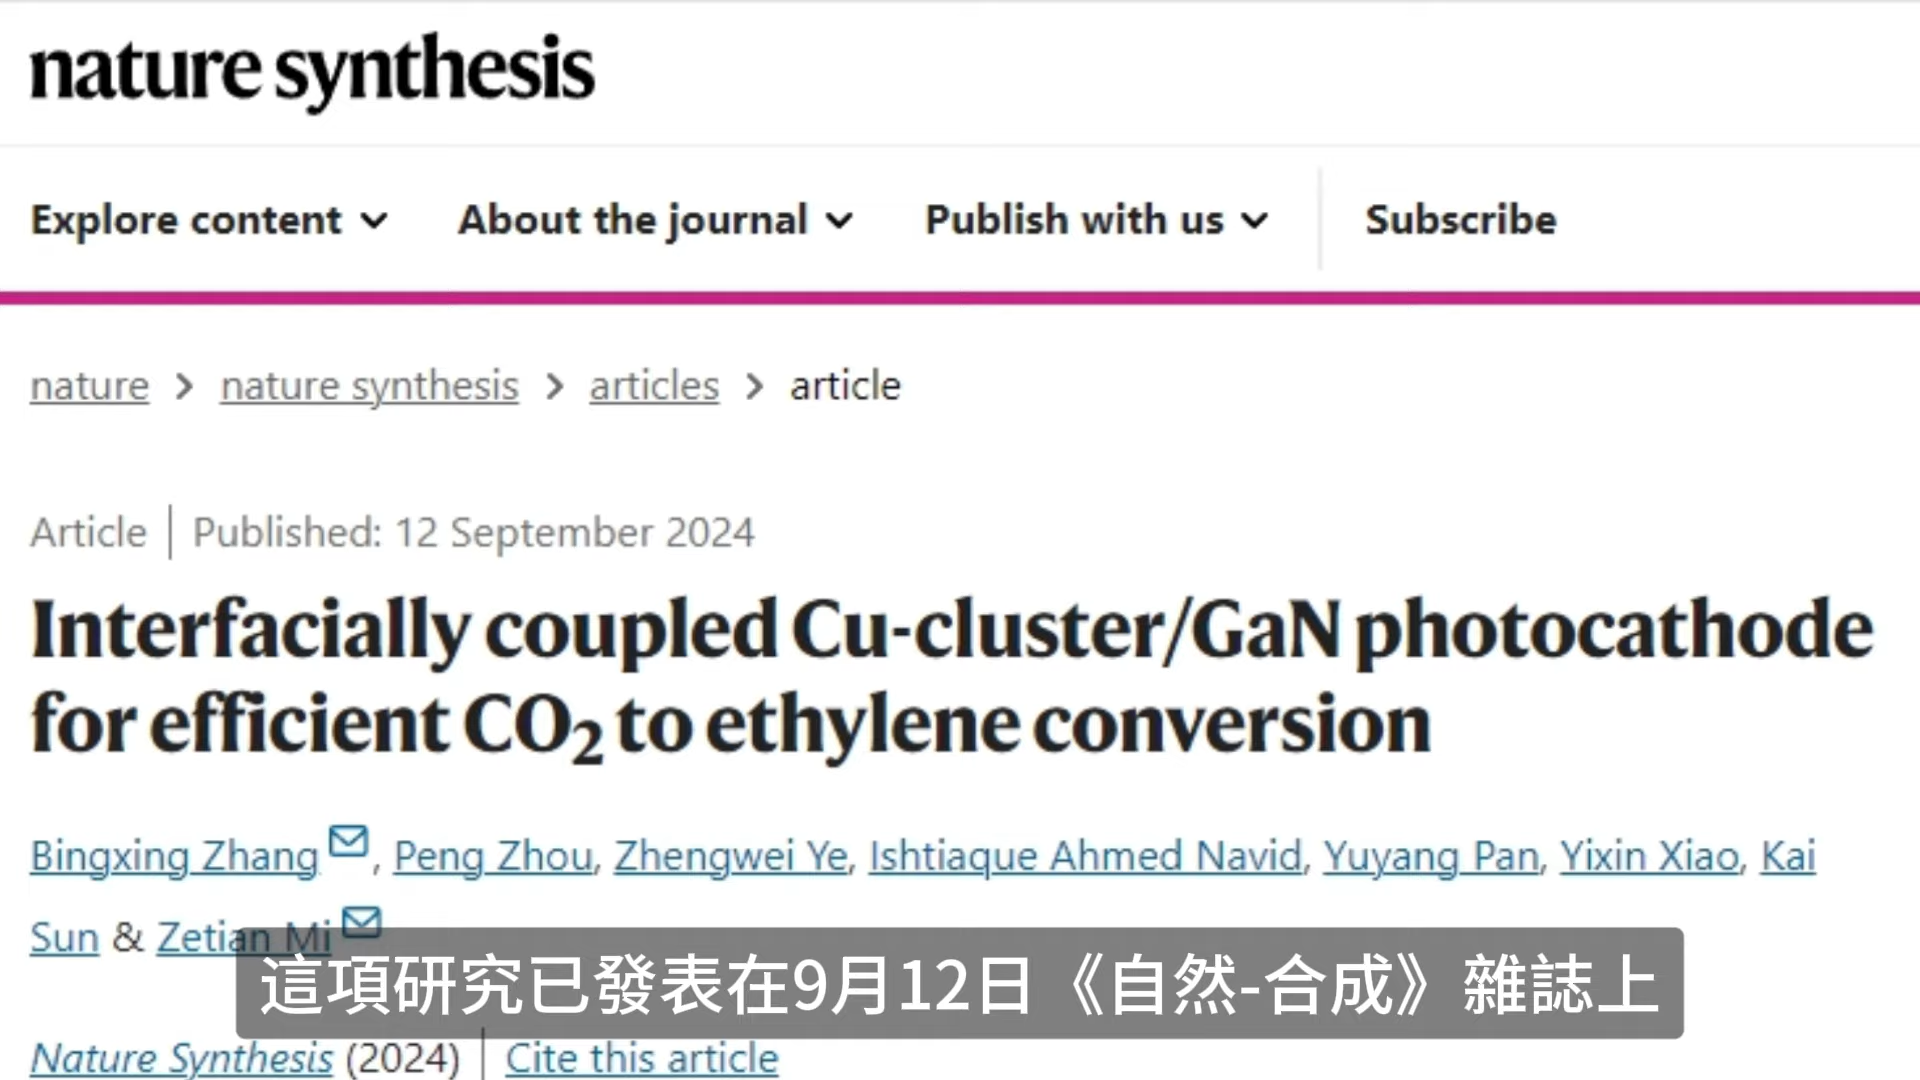 nature synthesis
Explore content About the journal Publish with us Subscribe
nature > nature synthesis > articles > article
Article | Published: 12 September 2024
Interfacially coupled Cu-cluster/GaN photocathode
for efficient CO₂ to ethylene conversion
Bingxing Zhang, Peng Zhou, Zhengwei Ye, Ishtiaque Ahmed Navid, Yuyang Pan, Yixin Xiao, Kai
Sun & Zetian Mi
這項研究已發表在9月12日《自然-合成》雜誌上
Nature Synthesis (2024) | Cite this article